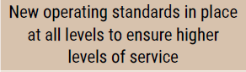 New operating standards in place
at all levels to ensure higher
levels of service